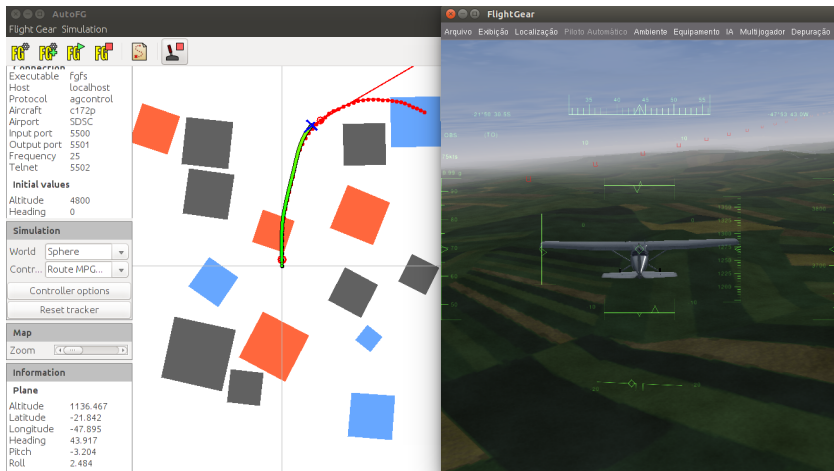 AutoFG
Flight Gear Simulation
Connection
Executable fgfs
Host localhost
Protocol agcontrol
Aircraft c172p
Airport SDSC
Input port 5500
Output port 5501
Frequency 25
Telnet 5502
Initial values
Altitude 4800
Heading 0
Simulation
World Sphere
Contr... Route MPG...
Controller options
Reset tracker
Map
Zoom
Information
Plane
Altitude 1136.467
Latitude -21.842
Longitude -47.895
Heading 43.917
Pitch -3.204
Roll 2.484
FlightGear
Arquivo Exibição Localização Piloto Automático Ambiente Equipamento IA Multijogador Depuração